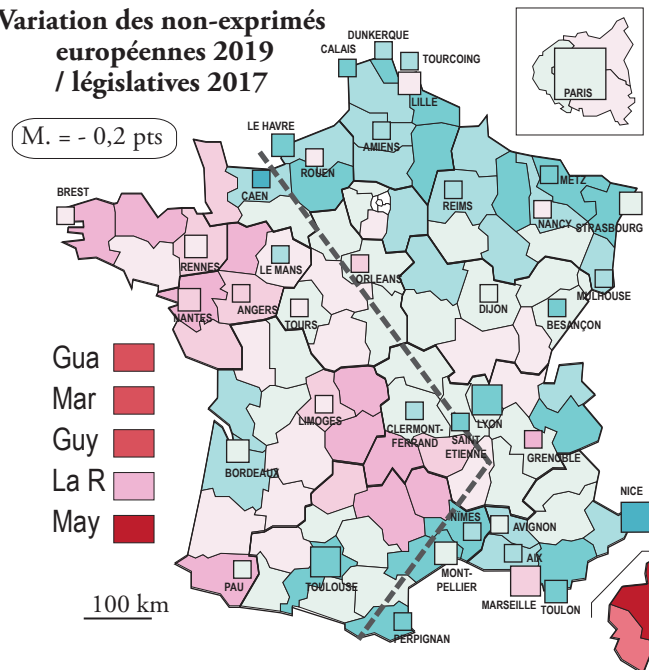 Variation des non-exprimés
européennes 2019
/ législatives 2017
M. = - 0,2 pts
DUNKERQUE
CALAIS
TOURCOING
LILLE
PARIS
LE HAVRE
AMIENS
ROUEN
CAEN
REIMS
METZ
NANCY
STRASBOURG
BREST
RENNES
LE MANS
ORLEANS
MULHOUSE
NANTES
ANGERS
TOURS
DIJON
BESANÇON
Gua
Mar
Guy
La R
May
LIMOGES
CLERMONT-
FERRAND
LYON
SAINT
ETIENNE
GRENOBLE
BORDEAUX
NICE
NIMES
AVIGNON
AIX
PAU
TOULOUSE
MONT-
PELLIER
MARSEILLE
TOULON
PERPIGNAN
100 km